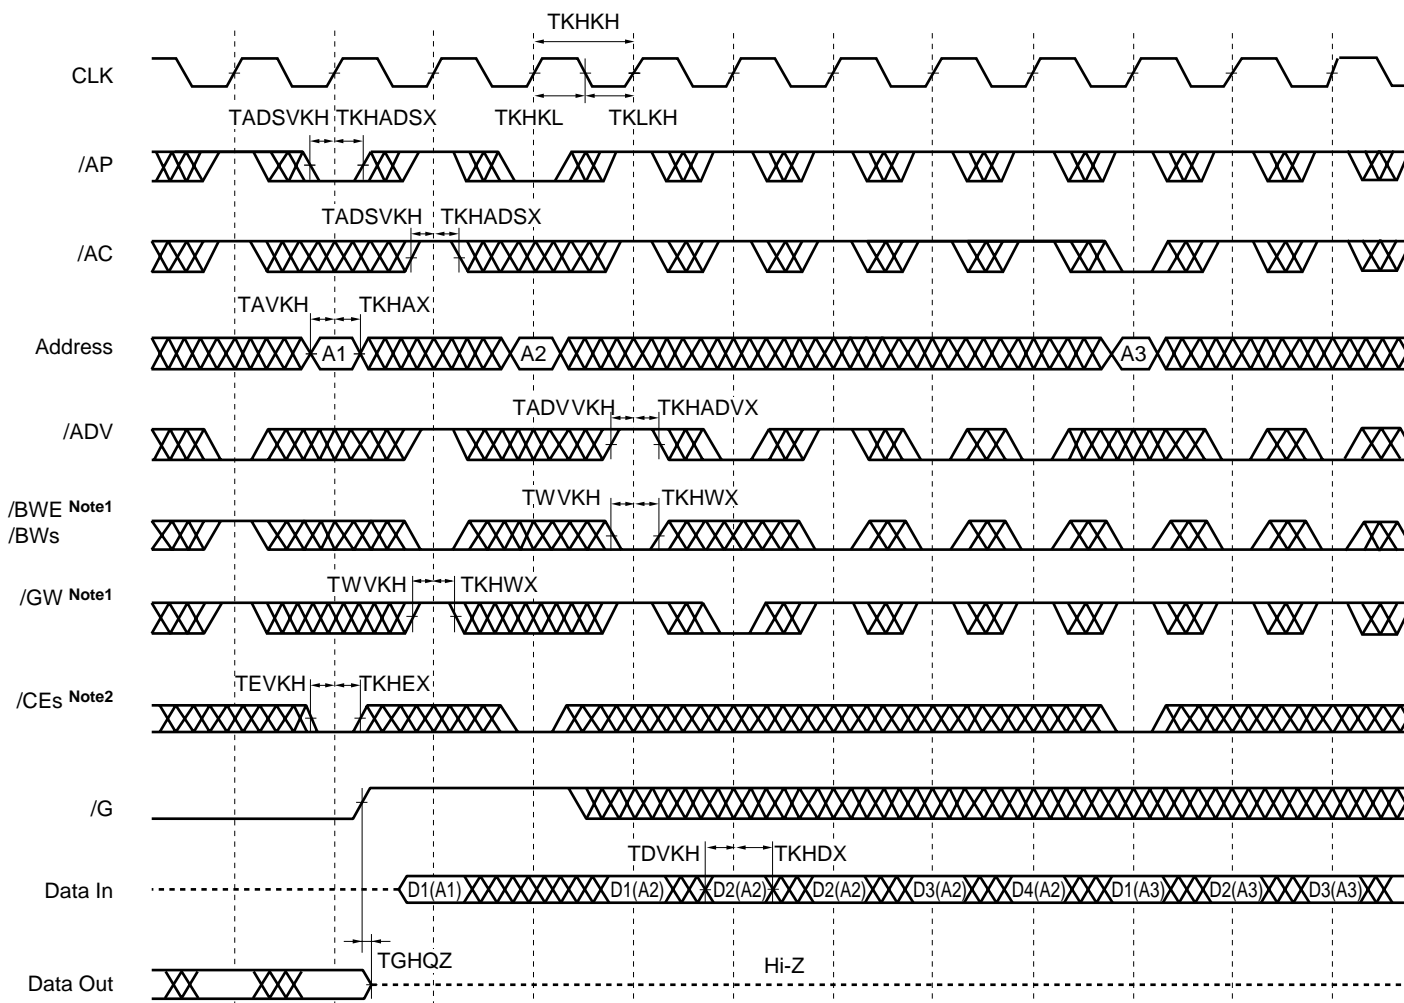 TKHKH
CLK
TADSVKH TKHADSX TKHKL TKLKH
/AP
TADSVKH TKHADSX
/AC
TAVKH TKHAX
Address A1 A2 A3
TADVVKH TKHADVX
/ADV
TWVKH TKHWX
/BWE Note1
/BWs
TWVKH TKHWX
/GW Note1
TEVKH TKHEX
/CEs Note2
/G
TDVKH TKHDX
Data In D1(A1) D1(A2) D2(A2) D2(A2) D3(A2) D4(A2) D1(A3) D2(A3) D3(A3)
TGHQZ Hi-Z
Data Out